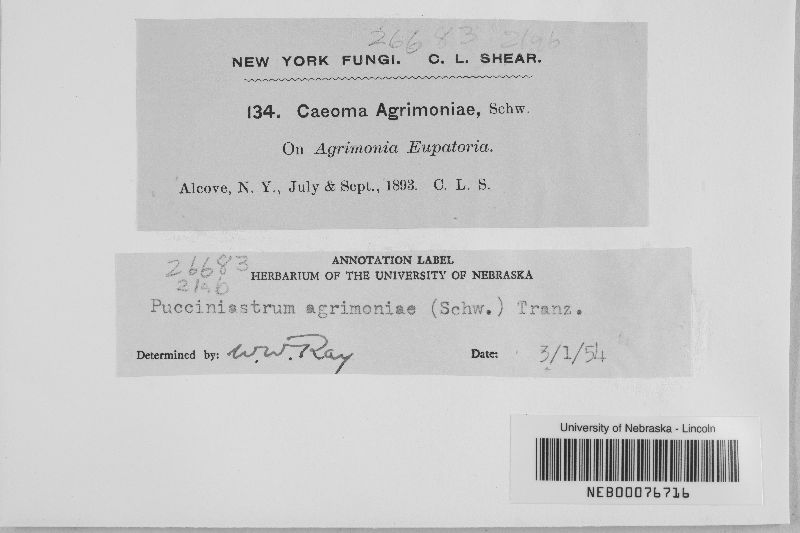 26683 2lab
NEW YORK FUNGI. C. L. SHEAR.
134. Caeoma Agrimoniae, Schw.
On Agrimonia Eupatoria.
Alcove, N. Y., July & Sept., 1893. C. L. S.
ANNOTATION LABEL
26683
HERBARIUM OF THE UNIVERSITY OF NEBRASKA
2lab
Pucciniastrum agrimoniae (Schw.) Tranz.
Determined by: W.W. Ray Date: 3/1/54
University of Nebraska - Lincoln
NEB00076716